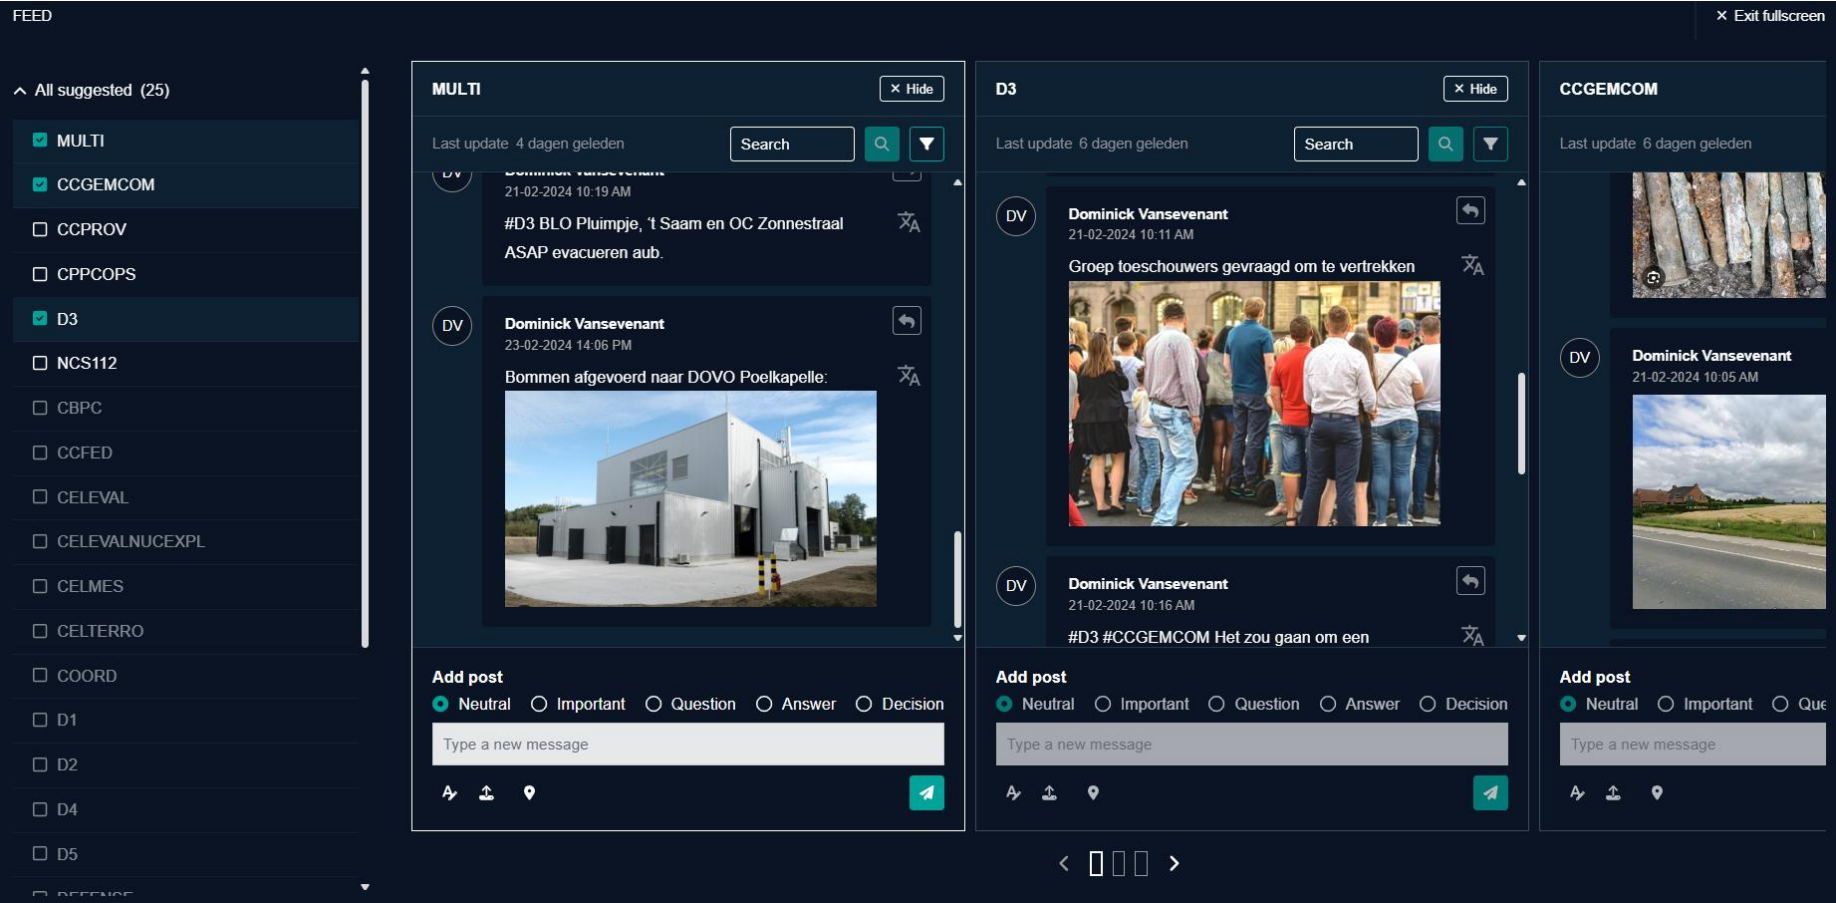 FEED
× Exit fullscreen
All suggested (25)
MULTI
CCGEMCOM
CCPROV
CPPCOPS
D3
NCS112
CBPC
CCFED
CELEVAL
CELEVALNUCEXPL
CELMES
CELTERRO
COORD
D1
D2
D4
D5
DEFENSE
MULTI
× Hide
Last update 4 dagen geleden
Search
DV
Dominick Vansevenant
21-02-2024 10:19 AM
#D3 BLO Pluimpje, ‘t Saam en OC Zonnestraal
ASAP evacueren aub.
DV
Dominick Vansevenant
23-02-2024 14:06 PM
Bommen afgevoerd naar DOVO Poelkapelle:
Add post
Neutral Important Question Answer Decision
Type a new message
D3
× Hide
Last update 6 dagen geleden
Search
DV
Dominick Vansevenant
21-02-2024 10:11 AM
Groep toeschouwers gevraagd om te vertrekken
DV
Dominick Vansevenant
21-02-2024 10:16 AM
#D3 #CCGEMCOM Het zou gaan om een
Add post
Neutral Important Question Answer Decision
Type a new message
CCGEMCOM
Last update 6 dagen geleden
DV
Dominick Vansevenant
21-02-2024 10:05 AM
Add post
Neutral Important Que
Type a new message